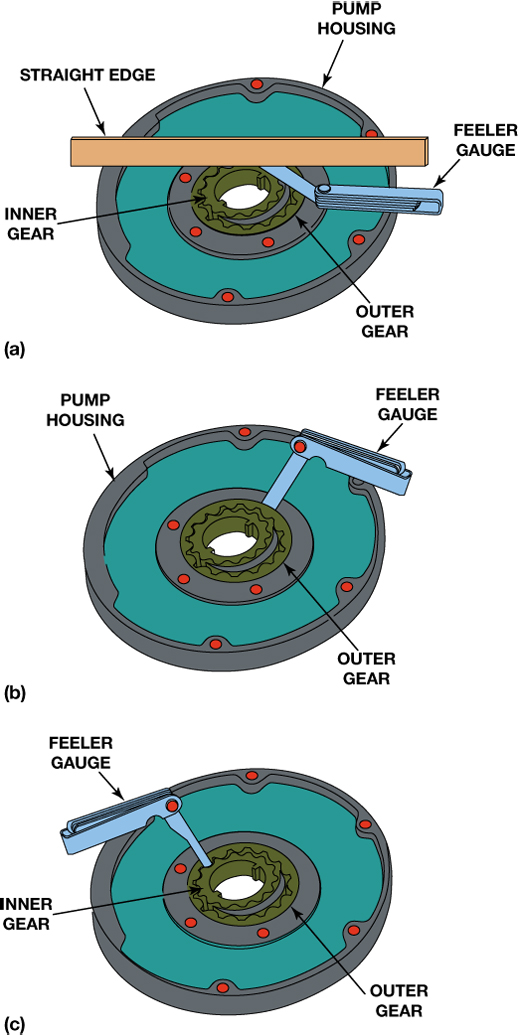 PUMP
HOUSING
STRAIGHT EDGE
FEELER
GAUGE
INNER
GEAR
OUTER
GEAR
(a)
PUMP
HOUSING
FEELER
GAUGE
OUTER
GEAR
(b)
FEELER
GAUGE
INNER
GEAR
OUTER
GEAR
(c)